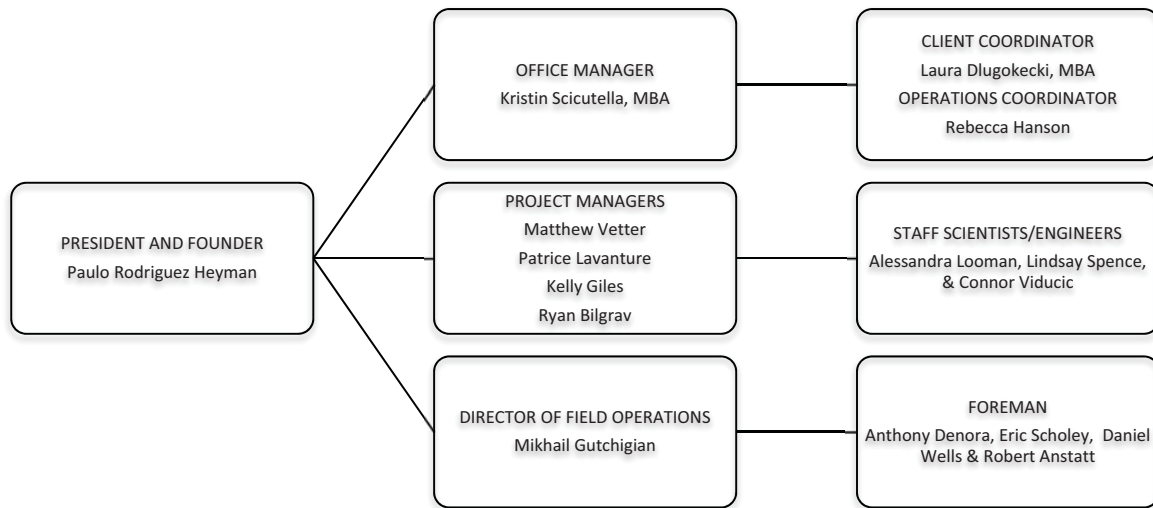 OFFICE MANAGER
Kristin Scicutella, MBA
CLIENT COORDINATOR
Laura Dlugokecki, MBA
OPERATIONS COORDINATOR
Rebecca Hanson
PRESIDENT AND FOUNDER
Paulo Rodriguez Heyman
PROJECT MANAGERS
Matthew Vetter
Patrice Lavanture
Kelly Giles
Ryan Bilgrav
STAFF SCIENTISTS/ENGINEERS
Alessandra Looman, Lindsay Spence,
& Connor Viducic
DIRECTOR OF FIELD OPERATIONS
Mikhail Gutchigian
FOREMAN
Anthony Denora, Eric Scholey, Daniel
Wells & Robert Anstatt